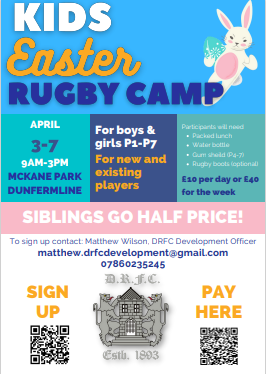 KIDS
Easter
RUGBY CAMP
APRIL
3-7
9AM-3PM
MCKANE PARK
DUNFERMLINE
For boys &
girls P1-P7
For new and
existing
players
Participants will need
Packed lunch
Water bottle
Gum sheild (P4-7)
Rugby boots (optional)
£10 per day or £40
for the week
SIBLINGS GO HALF PRICE!
To sign up contact: Matthew Wilson, DRFC Development Officer
matthew.drfcdevelopment@gmail.com
07860235245
SIGN
UP
D.R.F.C.
Estb. 1893
PAY
HERE